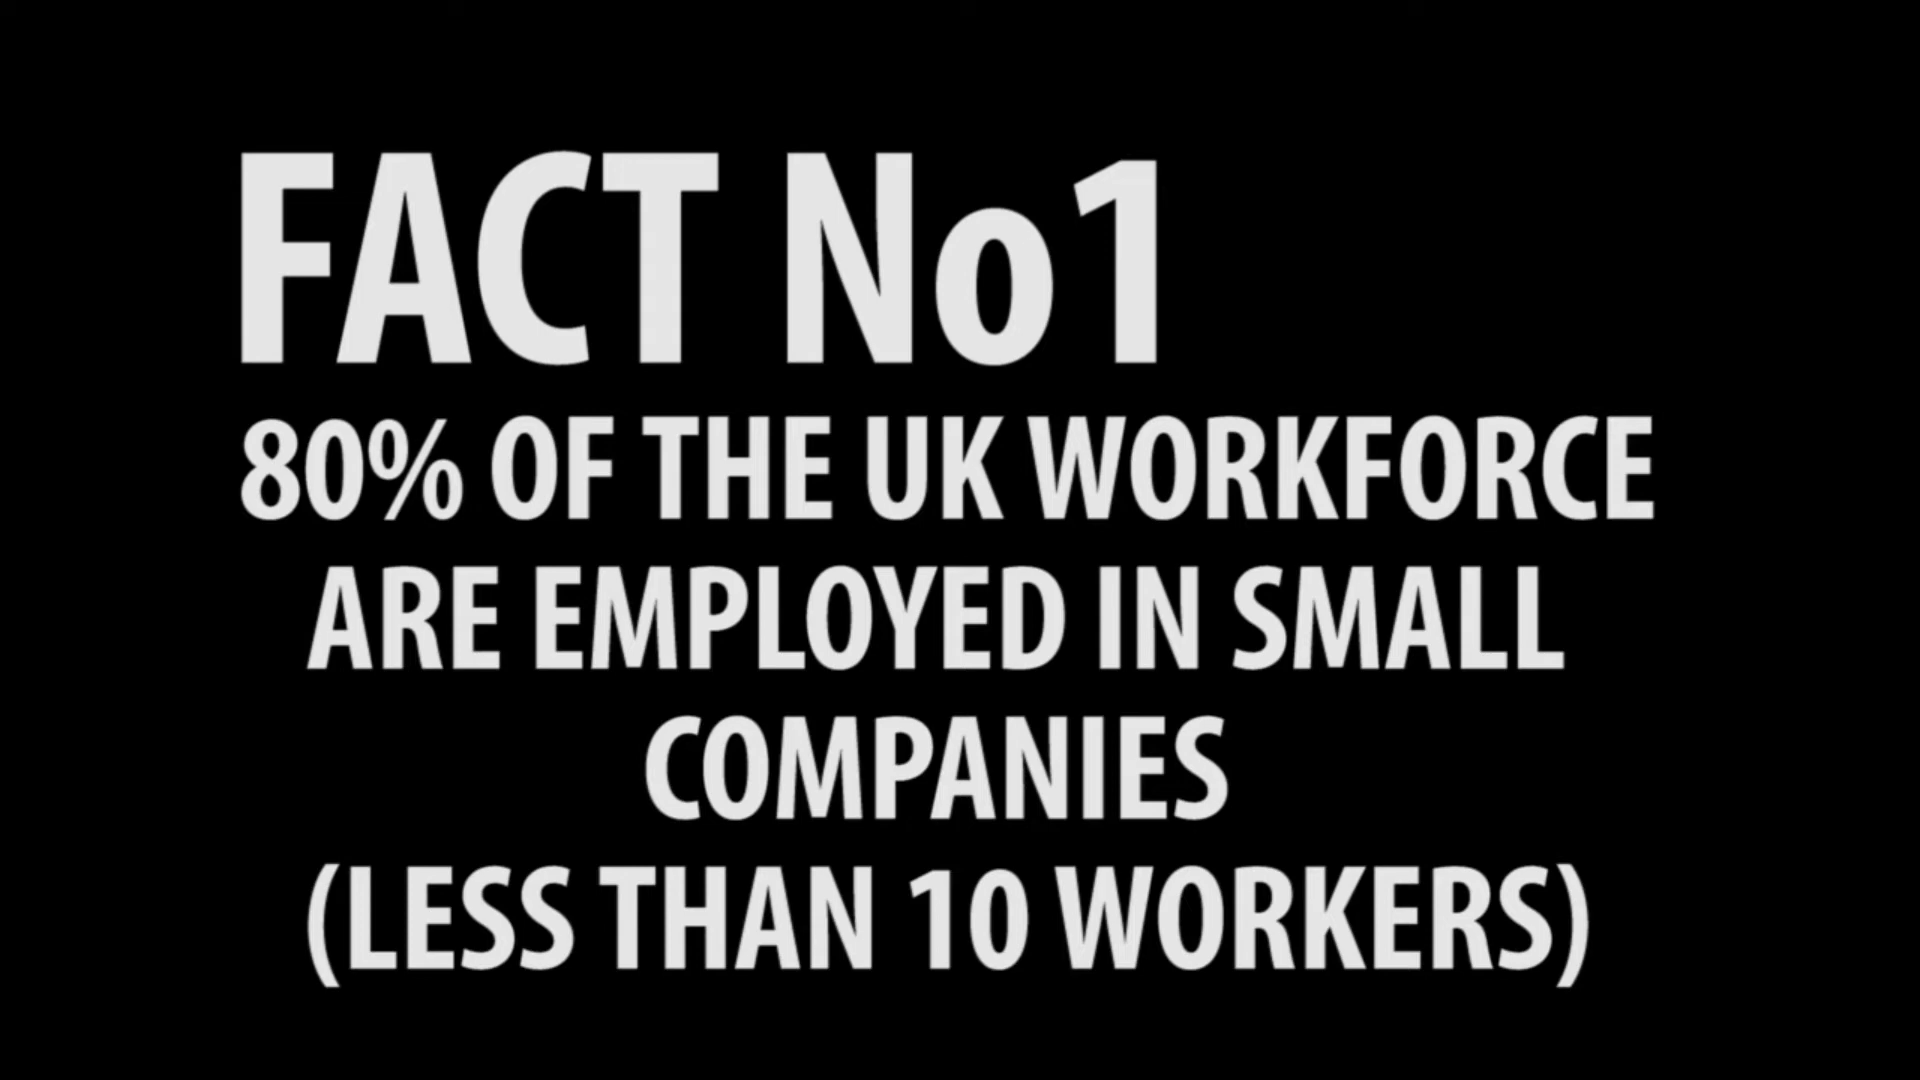 FACT No1
80% OF THE UK WORKFORCE
ARE EMPLOYED IN SMALL
COMPANIES
(LESS THAN 10 WORKERS)